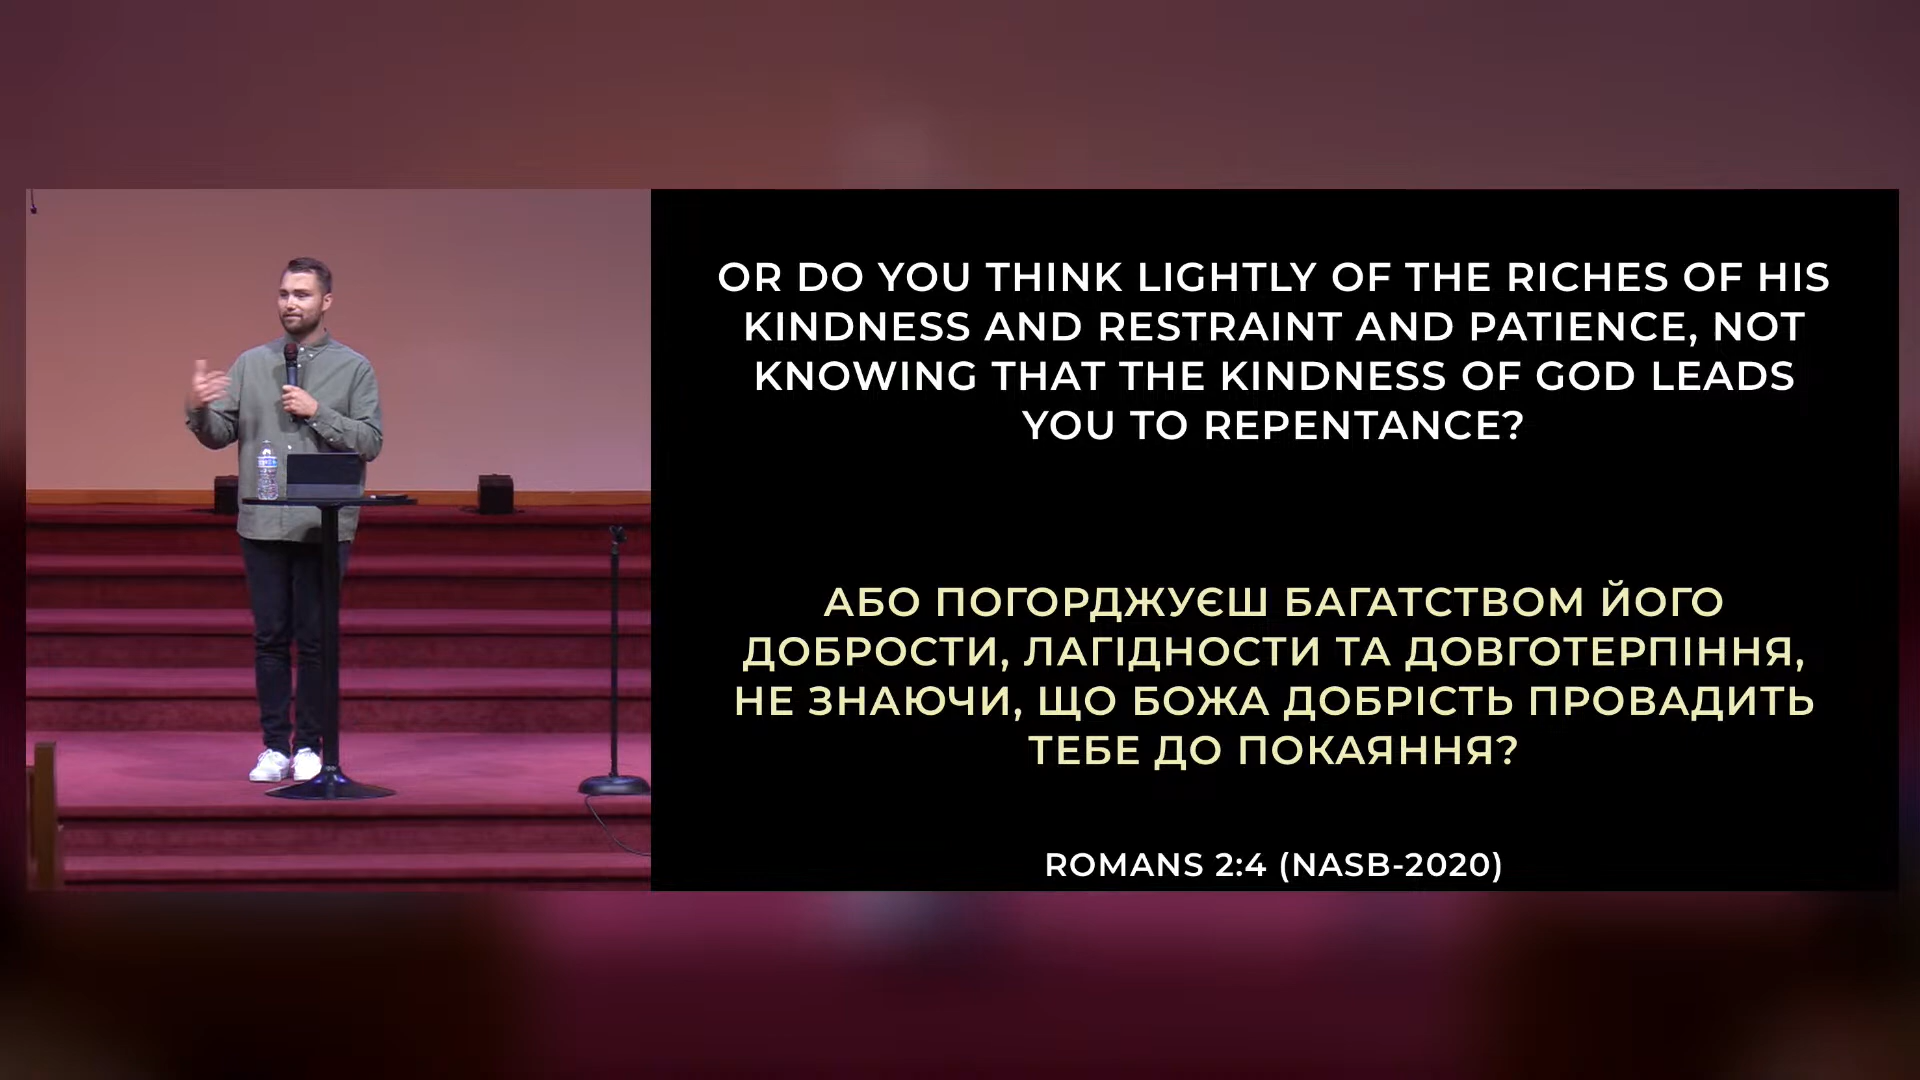 OR DO YOU THINK LIGHTLY OF THE RICHES OF HIS
KINDNESS AND RESTRAINT AND PATIENCE, NOT
KNOWING THAT THE KINDNESS OF GOD LEADS
YOU TO REPENTANCE?
АБО ПОГОРДЖУЄШ БАГАТСТВОМ ЙОГО
ДОБРОСТИ, ЛАГІДНОСТИ ТА ДОВГОТЕРПІННЯ,
НЕ ЗНАЮЧИ, ЩО БОЖА ДОБРІСТЬ ПРОВАДИТЬ
ТЕБЕ ДО ПОКАЯННЯ?
ROMANS 2:4 (NASB-2020)